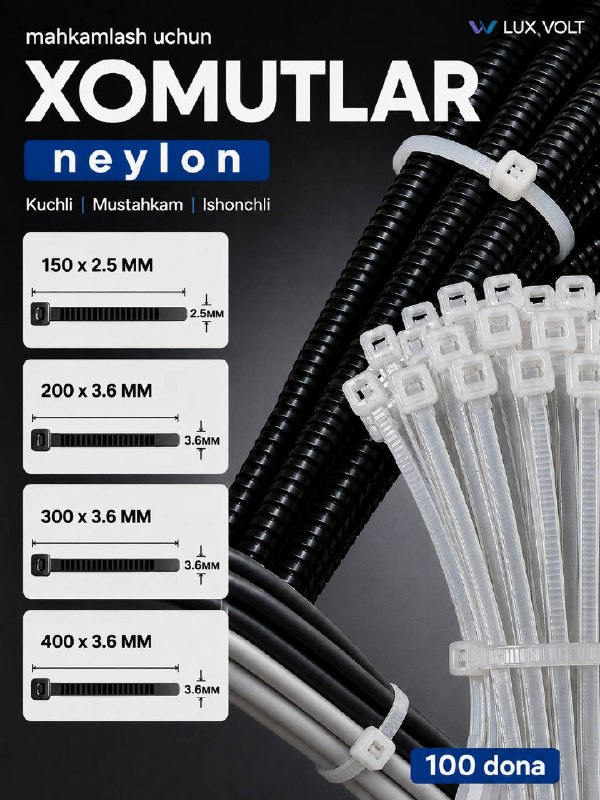 LUX VOLT
mahkamlash uchun
XOMUTLAR
neylon
Kuchli | Mustahkam | Ishonchli
150 x 2.5 MM
2.5MM
200 x 3.6 MM
3.6MM
300 x 3.6 MM
3.6MM
400 x 3.6 MM
3.6MM
100 dona